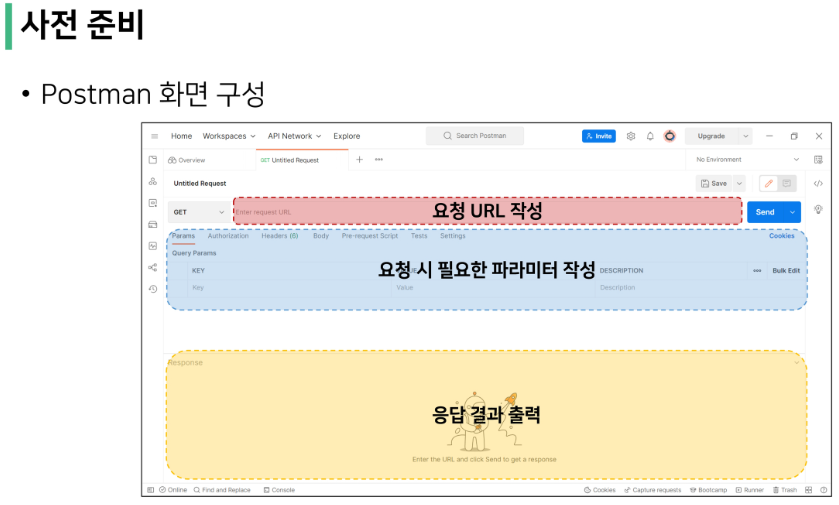 사전 준비
• Postman 화면 구성
Home Workspaces API Network Explore Search Postman Invite Upgrade
Overview GET Untitled Request No Environment
Untitled Request Save
GET Enter request URL 요청 URL 작성 Send
Params Authorization Headers (6) Body Pre-request Script Tests Settings Cookies
Query Params
KEY 요청 시 필요한 파라미터 작성 DESCRIPTION Bulk Edit
Key Value Description
Response
응답 결과 출력
Enter the URL and click Send to get a response
Online Find and Replace Console Cookies Capture requests Bootcamp Runner Trash